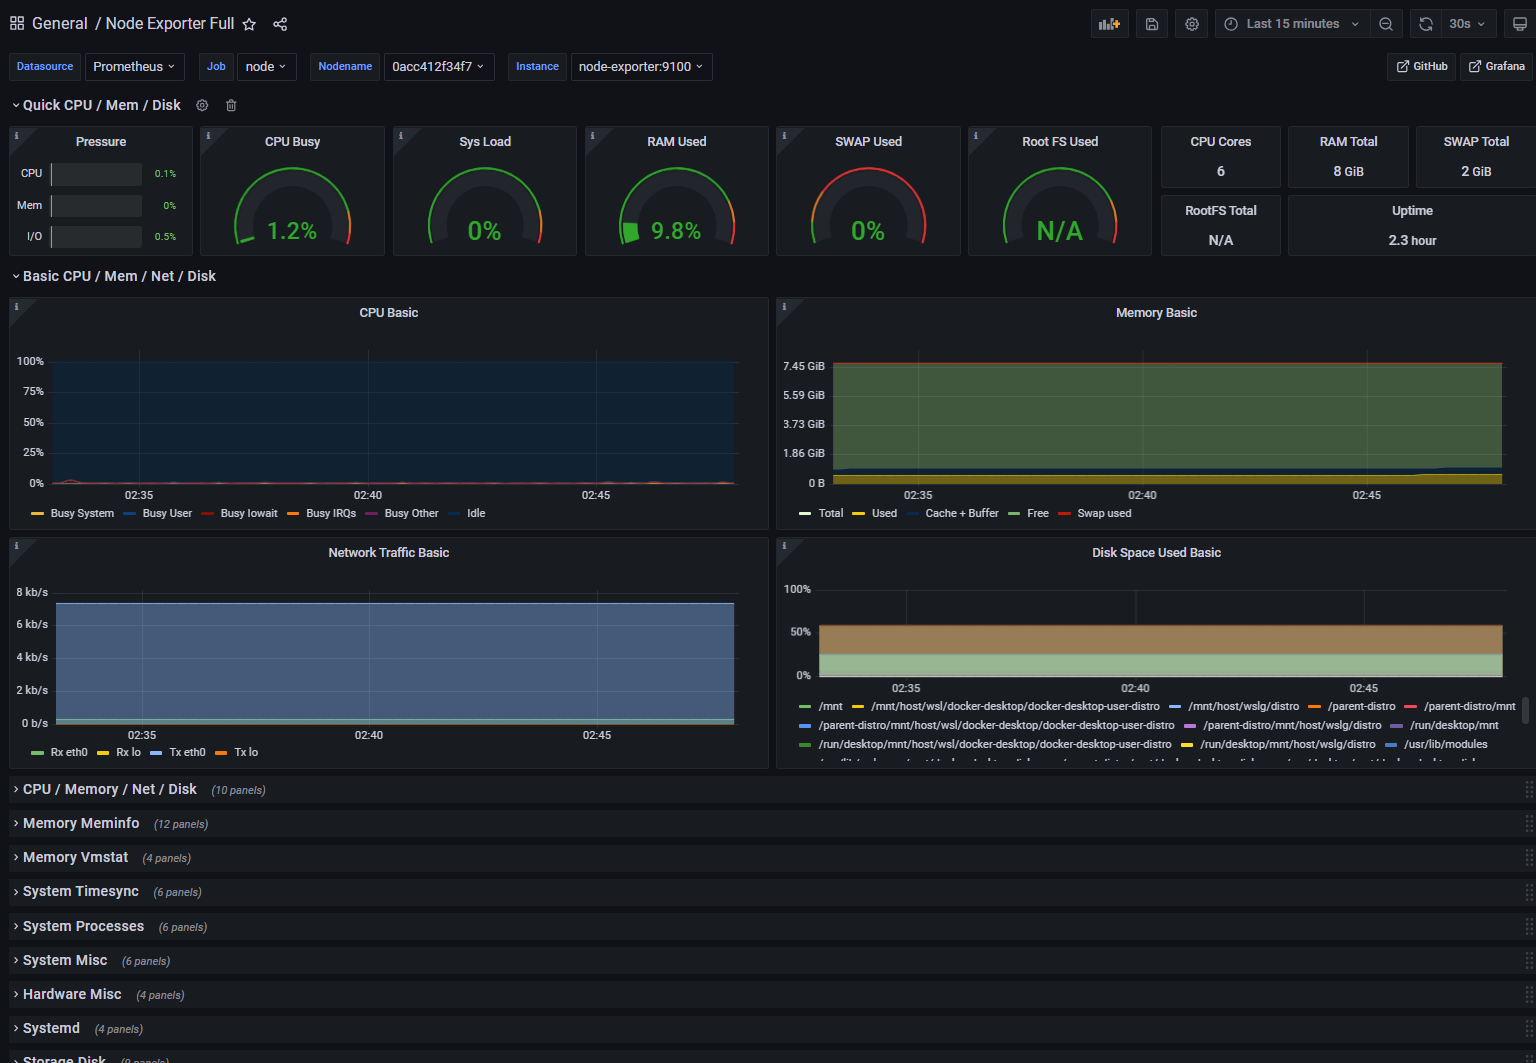 General / Node Exporter Full
Last 15 minutes
30s
Datasource Prometheus Job node Nodename 0acc412f34f7 Instance node-exporter:9100 GitHub Grafana
Quick CPU / Mem / Disk
Pressure
CPU 0.1%
Mem 0%
I/O 0.5%
CPU Busy
1.2%
Sys Load
0%
RAM Used
9.8%
SWAP Used
0%
Root FS Used
N/A
CPU Cores
6
RAM Total
8 GiB
SWAP Total
2 GiB
RootFS Total
N/A
Uptime
2.3 hour
Basic CPU / Mem / Net / Disk
CPU Basic
100%
75%
50%
25%
0%
02:35 02:40 02:45
Busy System Busy User Busy Iowait Busy IRQs Busy Other Idle
Memory Basic
7.45 GiB
5.59 GiB
3.73 GiB
1.86 GiB
0 B
02:35 02:40 02:45
Total Used Cache + Buffer Free Swap used
Network Traffic Basic
8 kb/s
6 kb/s
4 kb/s
2 kb/s
0 b/s
02:35 02:40 02:45
Rx eth0 Rx lo Tx eth0 Tx lo
Disk Space Used Basic
100%
50%
0%
02:35 02:40 02:45
/mnt /mnt/host/wsl/docker-desktop/docker-desktop-user-distro /mnt/host/wslg/distro /parent-distro /parent-distro/mnt
/parent-distro/mnt/host/wsl/docker-desktop/docker-desktop-user-distro /parent-distro/mnt/host/wslg/distro /run/desktop/mnt
/run/desktop/mnt/host/wsl/docker-desktop/docker-desktop-user-distro /run/desktop/mnt/host/wslg/distro /usr/lib/modules
CPU / Memory / Net / Disk (10 panels)
Memory Meminfo (12 panels)
Memory Vmstat (4 panels)
System Timesync (6 panels)
System Processes (6 panels)
System Misc (6 panels)
Hardware Misc (4 panels)
Systemd (4 panels)
Storage Disk